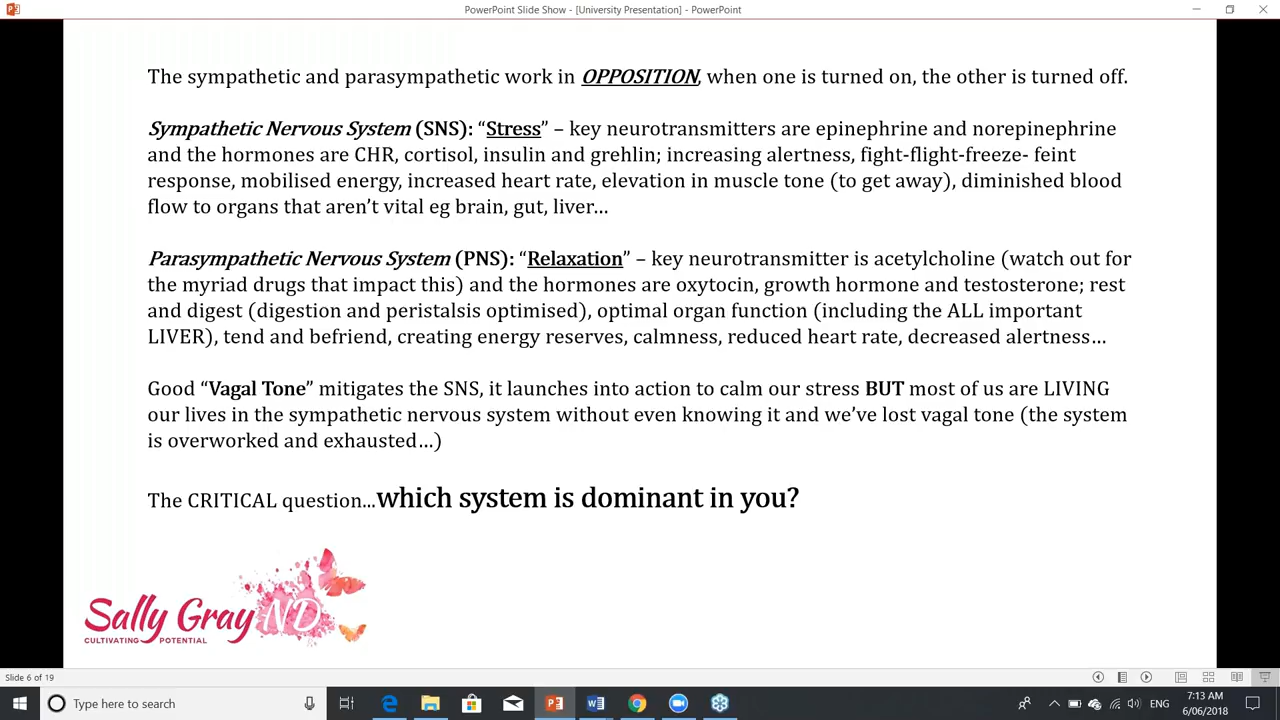 PowerPoint Slide Show - [University Presentation] - PowerPoint
The sympathetic and parasympathetic work in OPPOSITION, when one is turned on, the other is turned off.
Sympathetic Nervous System (SNS): “Stress” – key neurotransmitters are epinephrine and norepinephrine
and the hormones are CHR, cortisol, insulin and grehlin; increasing alertness, fight-flight-freeze- feint
response, mobilised energy, increased heart rate, elevation in muscle tone (to get away), diminished blood
flow to organs that aren’t vital eg brain, gut, liver…
Parasympathetic Nervous System (PNS): “Relaxation” – key neurotransmitter is acetylcholine (watch out for
the myriad drugs that impact this) and the hormones are oxytocin, growth hormone and testosterone; rest
and digest (digestion and peristalsis optimised), optimal organ function (including the ALL important
LIVER), tend and befriend, creating energy reserves, calmness, reduced heart rate, decreased alertness…
Good “Vagal Tone” mitigates the SNS, it launches into action to calm our stress BUT most of us are LIVING
our lives in the sympathetic nervous system without even knowing it and we’ve lost vagal tone (the system
is overworked and exhausted…)
The CRITICAL question…which system is dominant in you?
Sally Gray ND
CULTIVATING POTENTIAL
Slide 6 of 19
Type here to search
ENG
7:13 AM
6/06/2018